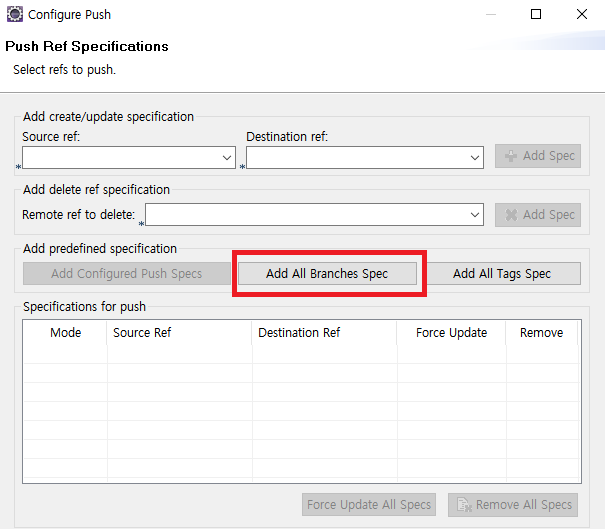 Configure Push
Push Ref Specifications
Select refs to push.
Add create/update specification
Source ref: Destination ref:
* * Add Spec
Add delete ref specification
Remote ref to delete: * Add Spec
Add predefined specification
Add Configured Push Specs Add All Branches Spec Add All Tags Spec
Specifications for push
Mode Source Ref Destination Ref Force Update Remove
Force Update All Specs Remove All Specs